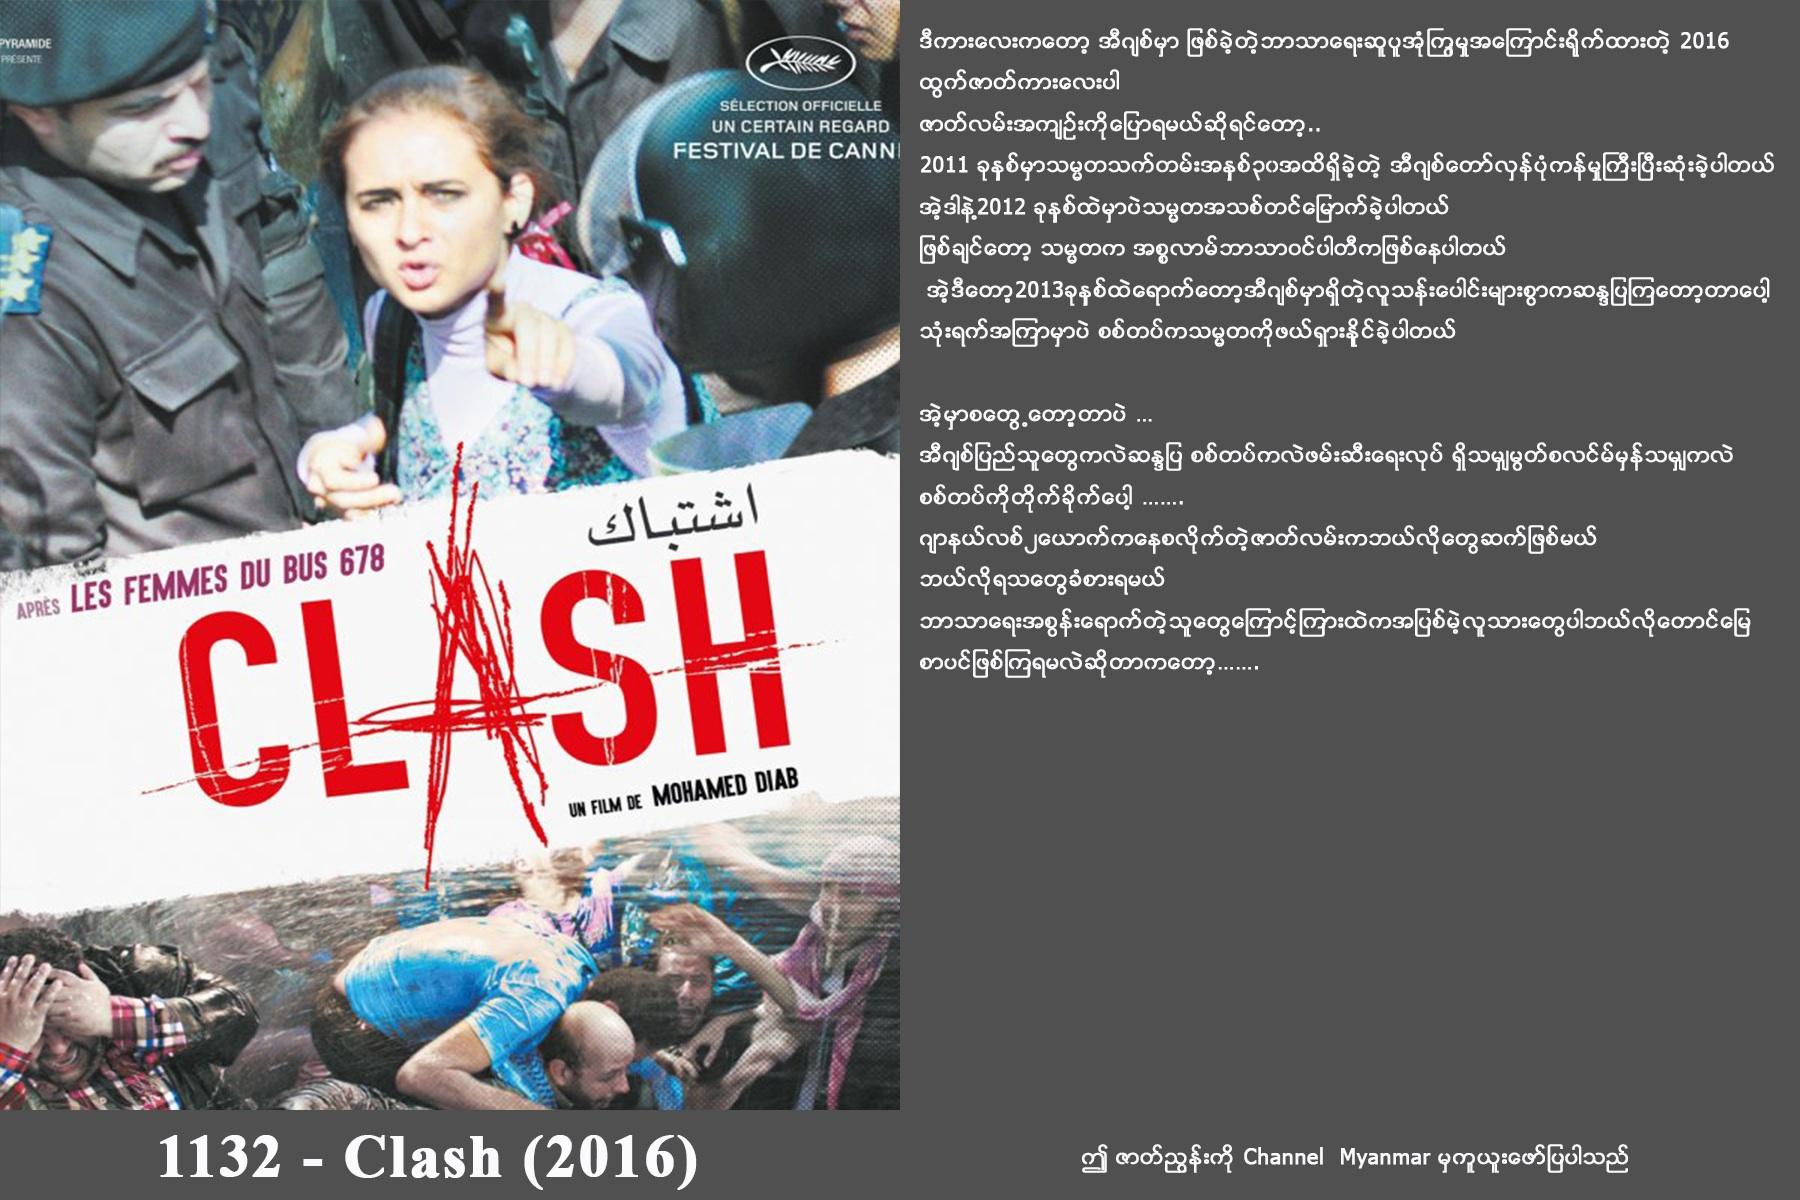 PYRAMIDE
PRÉSENTE
SÉLECTION OFFICIELLE
UN CERTAIN REGARD
FESTIVAL DE CANN
اشتباك
APRÈS LES FEMMES DU BUS 678
CLASH
UN FILM DE MOHAMED DIAB
1132 - Clash (2016)
ဒီကားလေးကတော့ အီဂျစ်မှာ ဖြစ်ခဲ့တဲ့ဘာသာရေးဆူပူအုံကြွမှုအကြောင်းရိုက်ထားတဲ့ 2016
ထွက်ဇာတ်ကားလေးပါ
ဇာတ်လမ်းအကျဉ်းကိုပြောရမယ်ဆိုရင်တော့..
2011 ခုနှစ်မှာသမ္မတသက်တမ်းအနှစ်၃၀အထိရှိခဲ့တဲ့ အီဂျစ်တော်လှန်ပုံကန်မှုကြီးပြီးဆုံးခဲ့ပါတယ်
အဲ့ဒါနဲ့2012 ခုနှစ်ထဲမှာပဲသမ္မတအသစ်တင်မြောက်ခဲ့ပါတယ်
ဖြစ်ချင်တော့ သမ္မတက အစ္စလာမ်ဘာသာဝင်ပါတီကဖြစ်နေပါတယ်
အဲ့ဒီတော့2013ခုနှစ်ထဲရောက်တော့အီဂျစ်မှာရှိတဲ့လူသန်းပေါင်းများစွာကဆန္ဒပြကြတော့တာပေါ့
သုံးရက်အကြာမှာပဲ စစ်တပ်ကသမ္မတကိုဖယ်ရှားနိူင်ခဲ့ပါတယ်
အဲ့မှာစတွေ့တော့တာပဲ ...
အီဂျစ်ပြည်သူတွေကလဲဆန္ဒပြ စစ်တပ်ကလဲဖမ်းဆီးရေးလုပ် ရှိသမျှမွတ်စလင်မ်မှန်သမျှကလဲ
စစ်တပ်ကိုတိုက်ခိုက်ပေါ့ .......
ဂျာနယ်လစ်၂ယောက်ကနေစလိုက်တဲ့ဇာတ်လမ်းကဘယ်လိုတွေဆက်ဖြစ်မယ်
ဘယ်လိုရသတွေခံစားရမယ်
ဘာသာရေးအစွန်းရောက်တဲ့သူတွေကြောင့်ကြားထဲကအပြစ်မဲ့လူသားတွေပါဘယ်လိုတောင်မြေ
စာပင်ဖြစ်ကြရမလဲဆိုတာကတော့.......
ဤ ဇာတ်ညွှန်းကို Channel Myanmar မှကူယူးဖော်ပြပါသည်